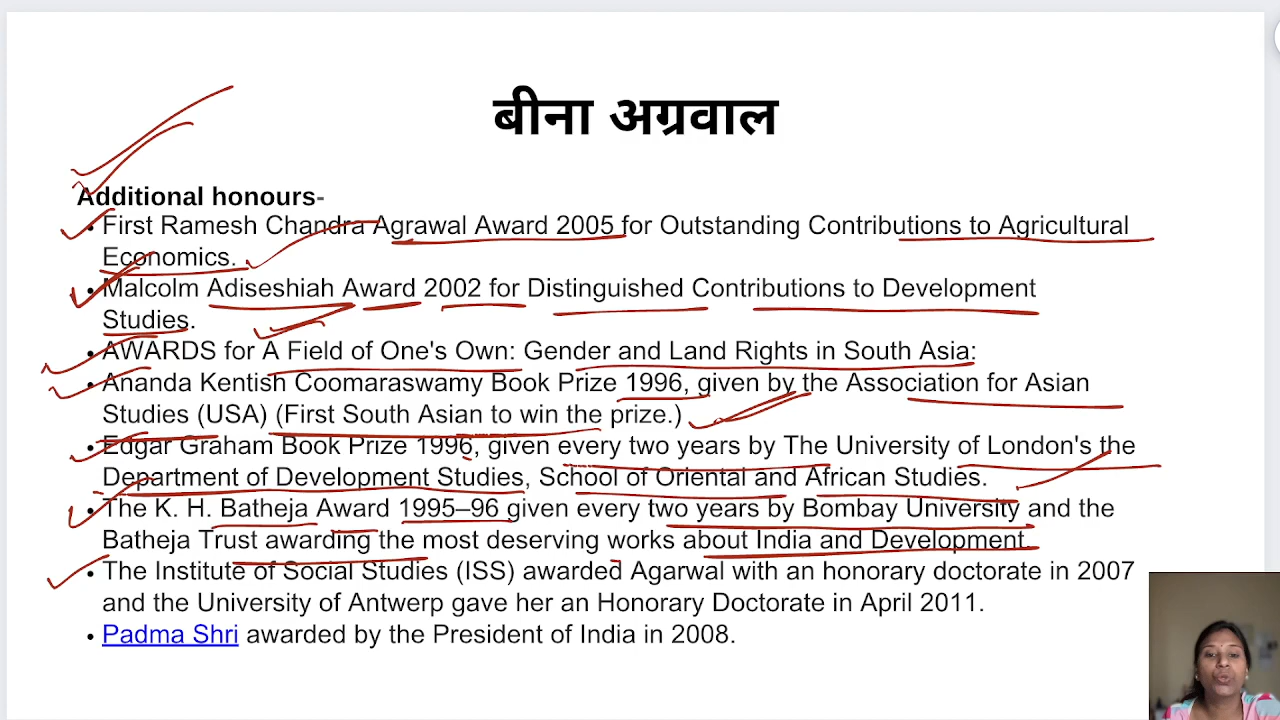 बीना अग्रवाल
Additional honours-
• First Ramesh Chandra Agrawal Award 2005 for Outstanding Contributions to Agricultural
Economics.
• Malcolm Adiseshiah Award 2002 for Distinguished Contributions to Development
Studies.
• AWARDS for A Field of One's Own: Gender and Land Rights in South Asia:
• Ananda Kentish Coomaraswamy Book Prize 1996, given by the Association for Asian
Studies (USA) (First South Asian to win the prize.)
• Edgar Graham Book Prize 1996, given every two years by The University of London's the
Department of Development Studies, School of Oriental and African Studies.
• The K. H. Batheja Award 1995–96 given every two years by Bombay University and the
Batheja Trust awarding the most deserving works about India and Development.
• The Institute of Social Studies (ISS) awarded Agarwal with an honorary doctorate in 2007
and the University of Antwerp gave her an Honorary Doctorate in April 2011.
• Padma Shri awarded by the President of India in 2008.